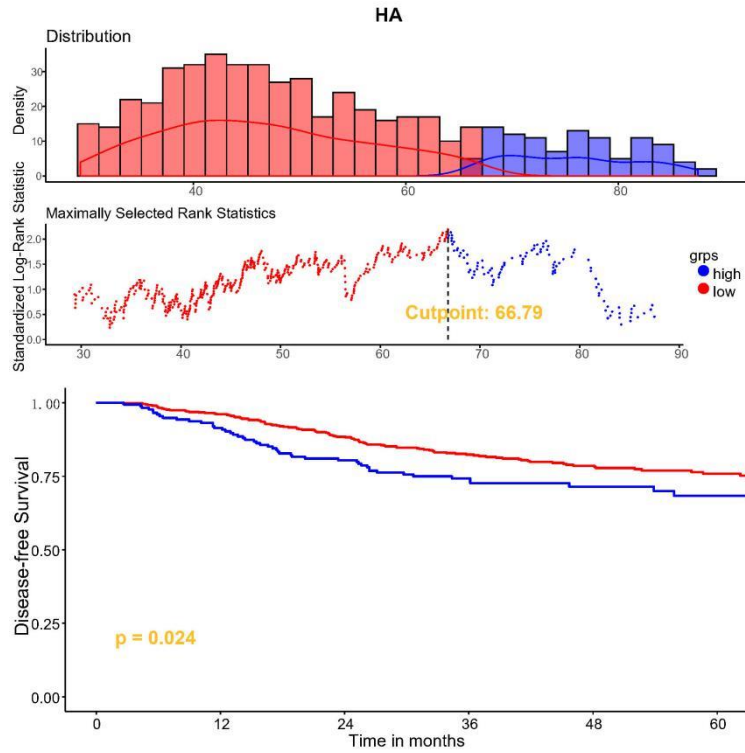 HA
Distribution
Density
30
20
10
0
40
60
80
Maximally Selected Rank Statistics
Standardized Log-Rank Statistic
2.0
1.5
1.0
0.5
0.0
Cutpoint: 66.79
grps
high
low
30
40
50
60
70
80
90
Disease-free Survival
1.00
0.75
0.50
0.25
0.00
p = 0.024
0
12
24
36
48
60
Time in months